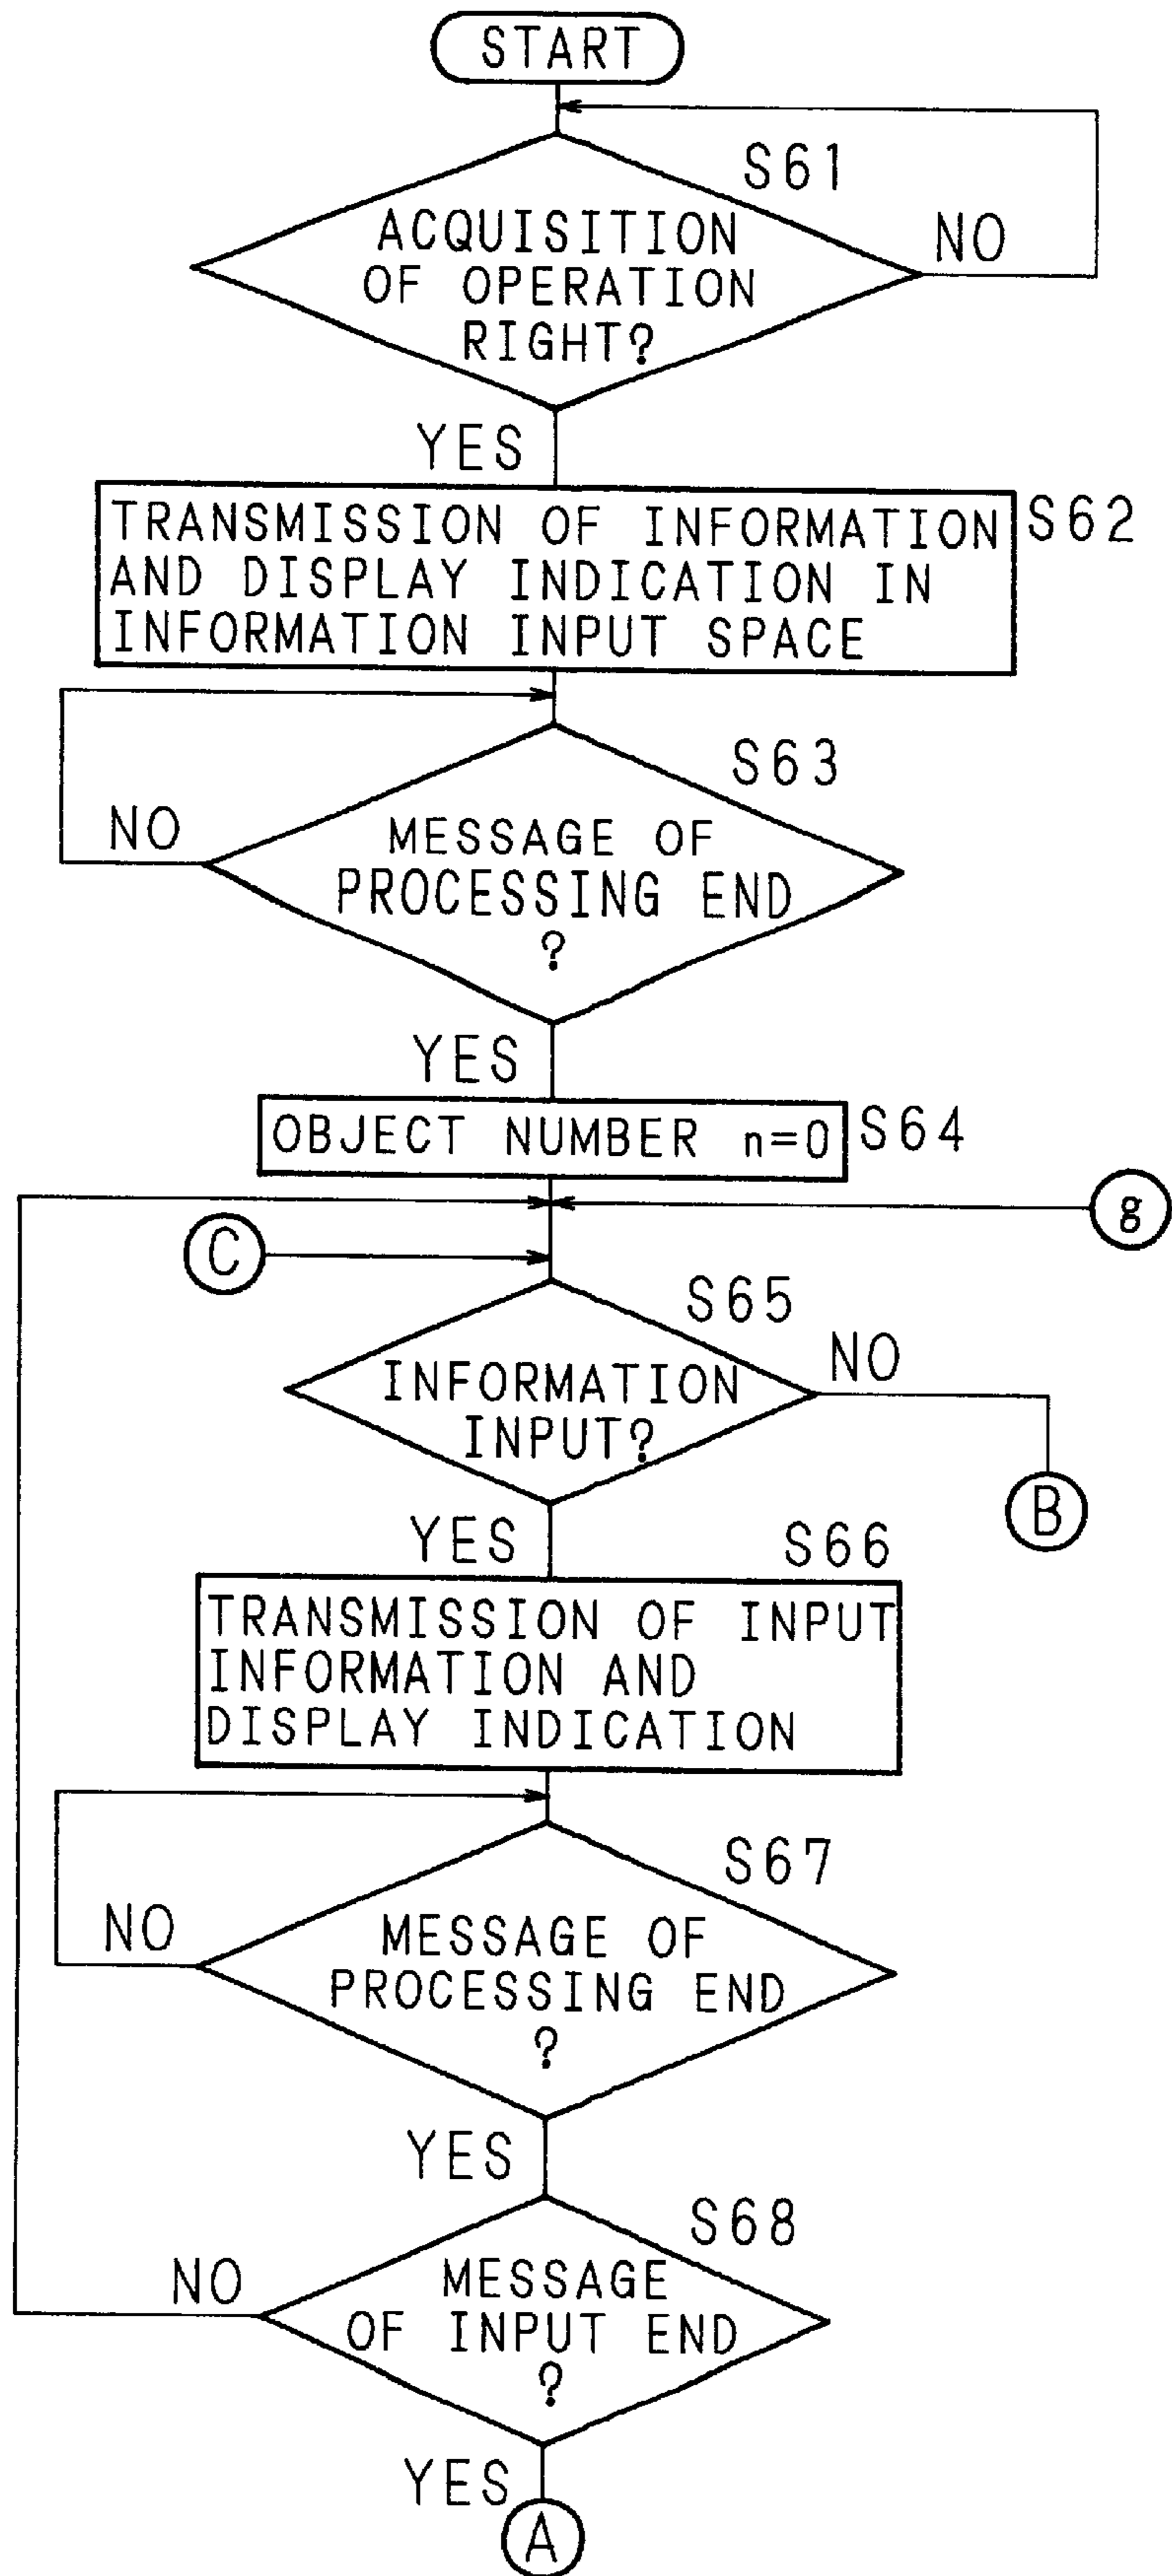 START
S61
ACQUISITION
OF OPERATION
RIGHT?
NO
YES
TRANSMISSION OF INFORMATION
AND DISPLAY INDICATION IN
INFORMATION INPUT SPACE
S62
S63
NO
MESSAGE OF
PROCESSING END
?
YES
OBJECT NUMBER n=0
S64
g
C
S65
NO
INFORMATION
INPUT?
B
YES
S66
TRANSMISSION OF INPUT
INFORMATION AND
DISPLAY INDICATION
S67
NO
MESSAGE OF
PROCESSING END
?
YES
S68
NO
MESSAGE
OF INPUT END
?
YES
A